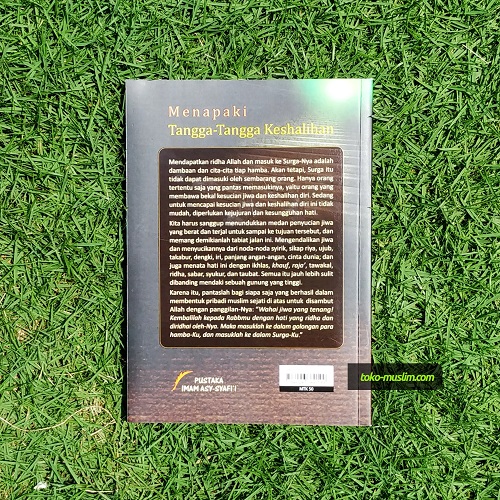 Menapaki
Tangga-Tangga Keshalihan
Mendapatkan ridha Allah dan masuk ke Surga-Nya adalah
dambaan dan cita-cita tiap hamba. Akan tetapi, Surga itu
tidak dapat dimasuki oleh sembarang orang. Hanya orang
tertentu saja yang pantas memasukinya, yaitu orang yang
membawa bekal kesucian jiwa dan keshalihan diri. Sedang
untuk mencapai kesucian jiwa dan keshalihan diri ini tidak
mudah, diperlukan kejujuran dan kesungguhan hati.
Kita harus sanggup menundukkan medan penyucian jiwa
yang berat dan terjal untuk sampai ke tujuan tersebut, dan
memang demikianlah tabiat jalan ini. Mengendalikan jiwa
dan menyucikannya dari noda-noda syirik, sikap riya, ujub,
takabur, dengki, iri, panjang angan-angan, cinta dunia; dan
juga menata hati ini dengan ikhlas, khauf, raja', tawakal,
ridha, sabar, syukur, dan taubat. Semua itu jauh lebih sulit
dibanding mendaki sebuah gunung yang tinggi.
Karena itu, pantaslah bagi siapa saja yang berhasil dalam
membentuk pribadi muslim sejati di atas untuk disambut
Allah dengan panggilan-Nya: "Wahai jiwa yang tenang!
Kembalilah kepada Rabbmu dengan hati yang ridha dan
diridhai oleh-Nya. Maka masuklah ke dalam golongan para
hamba-Ku, dan masuklah ke dalam Surga-Ku."
PUSTAKA
IMAM ASY-SYAFI'I
MTK 50
toko-muslim.com